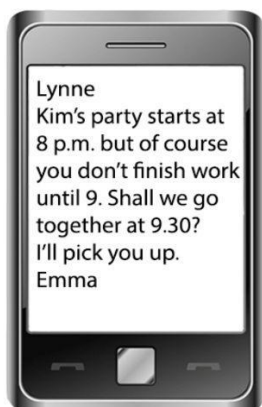 Lynne
Kim's party starts at
8 p.m. but of course
you don't finish work
until 9. Shall we go
together at 9.30?
I'll pick you up.
Emma